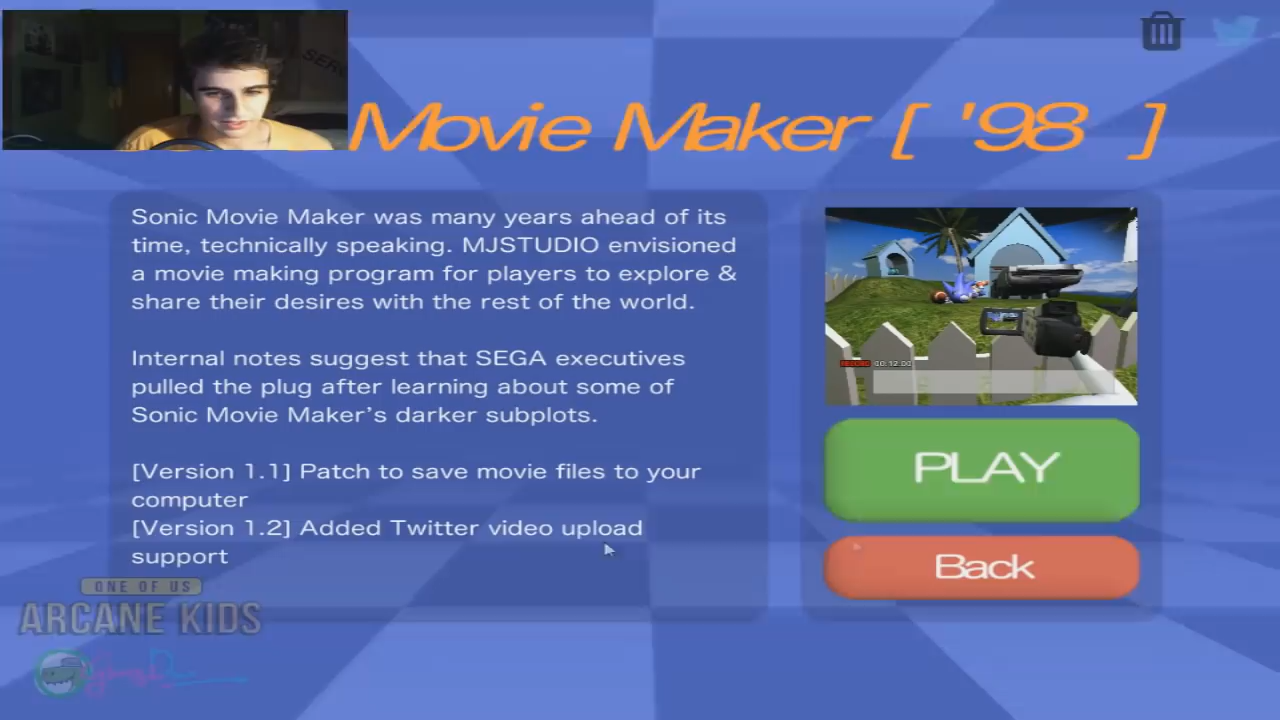 Movie Maker [ '98 ]
Sonic Movie Maker was many years ahead of its
time, technically speaking. MJSTUDIO envisioned
a movie making program for players to explore &
share their desires with the rest of the world.
Internal notes suggest that SEGA executives
pulled the plug after learning about some of
Sonic Movie Maker's darker subplots.
[Version 1.1] Patch to save movie files to your
computer
[Version 1.2] Added Twitter video upload
support
RECORD 00:12:00
PLAY
Back
ONE OF US
ARCANE KIDS